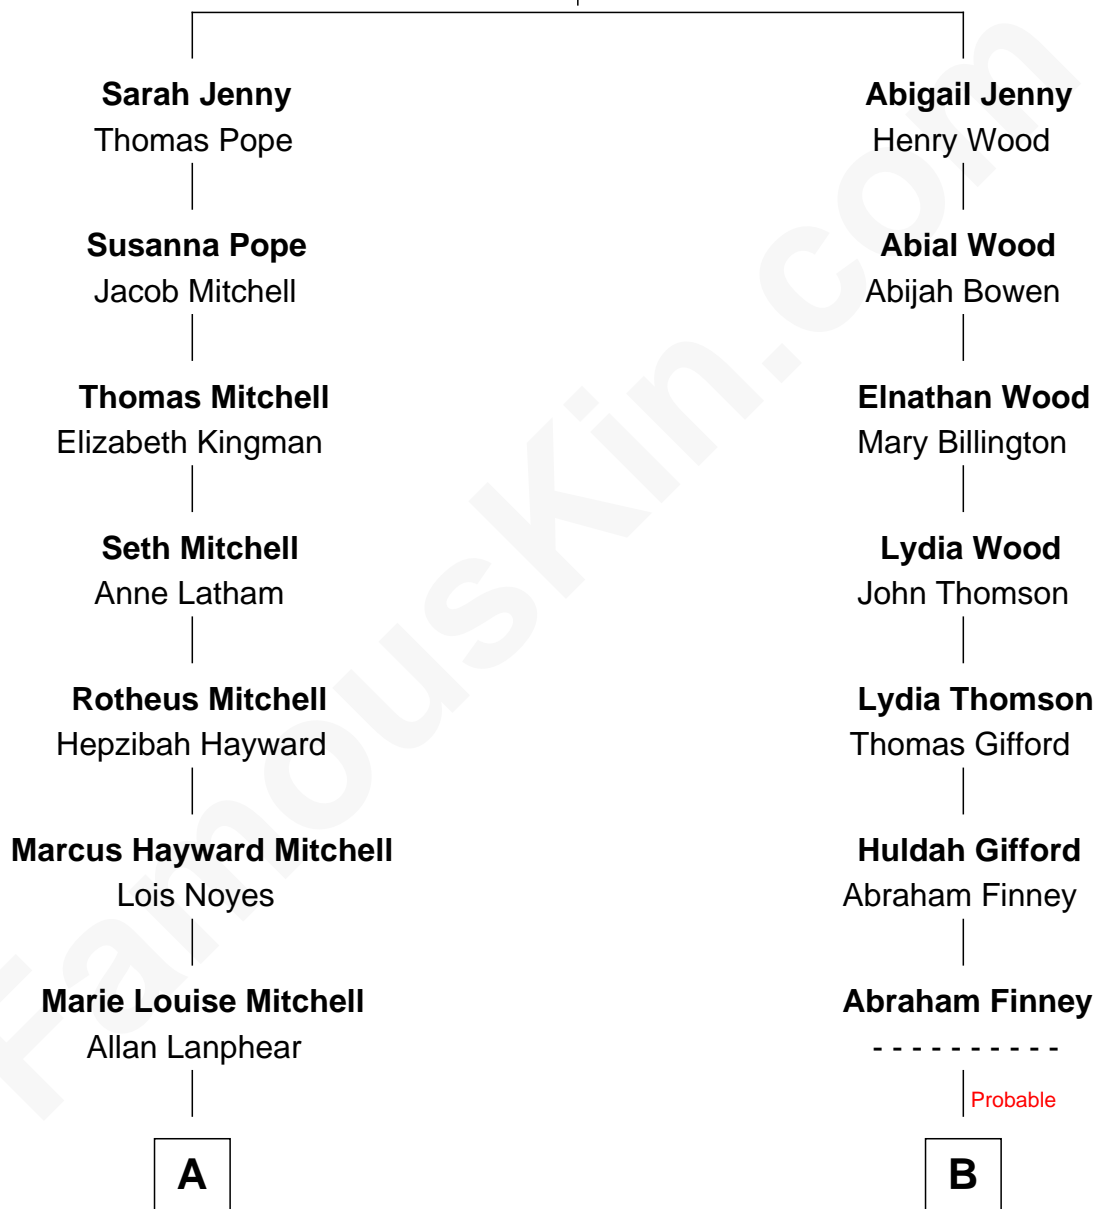 Sarah Jenny
Thomas Pope
Susanna Pope
Jacob Mitchell
Thomas Mitchell
Elizabeth Kingman
Seth Mitchell
Anne Latham
Rotheus Mitchell
Hepzibah Hayward
Marcus Hayward Mitchell
Lois Noyes
Marie Louise Mitchell
Allan Lanphear
A
Abigail Jenny
Henry Wood
Abial Wood
Abijah Bowen
Elnathan Wood
Mary Billington
Lydia Wood
John Thomson
Lydia Thomson
Thomas Gifford
Huldah Gifford
Abraham Finney
Abraham Finney
- - - - - - - - - -
Probable
B
FamousKin.com